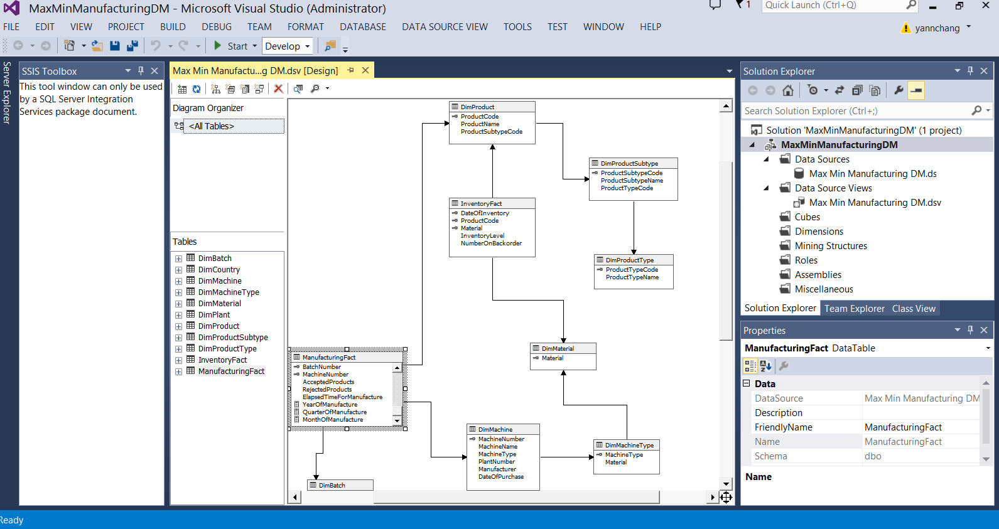 MaxMinManufacturingDM - Microsoft Visual Studio (Administrator)
1
Quick Launch (Ctrl+Q)
FILE EDIT VIEW PROJECT BUILD DEBUG TEAM FORMAT DATABASE DATA SOURCE VIEW TOOLS TEST WINDOW HELP
yannchang
Start
Develop
Server Explorer
SSIS Toolbox
This tool window can only be used
by a SQL Server Integration
Services package document.
Max Min Manufactu...g DM.dsv [Design]
Diagram Organizer
<All Tables>
Tables
DimBatch
DimCountry
DimMachine
DimMachineType
DimMaterial
DimPlant
DimProduct
DimProductSubtype
DimProductType
InventoryFact
ManufacturingFact
DimProduct
ProductCode
ProductName
ProductSubtypeCode
DimProductSubtype
ProductSubtypeCode
ProductSubtypeName
ProductTypeCode
InventoryFact
DateOfInventory
ProductCode
Material
InventoryLevel
NumberOnBackorder
DimProductType
ProductTypeCode
ProductTypeName
DimMaterial
Material
ManufacturingFact
BatchNumber
MachineNumber
AcceptedProducts
RejectedProducts
ElapsedTimeForManufacture
YearOfManufacture
QuarterOfManufacture
MonthOfManufacture
DimMachine
MachineNumber
MachineName
MachineType
PlantNumber
Manufacturer
DateOfPurchase
DimMachineType
MachineType
Material
DimBatch
Solution Explorer
Search Solution Explorer (Ctrl+;)
Solution 'MaxMinManufacturingDM' (1 project)
MaxMinManufacturingDM
Data Sources
Max Min Manufacturing DM.ds
Data Source Views
Max Min Manufacturing DM.dsv
Cubes
Dimensions
Mining Structures
Roles
Assemblies
Miscellaneous
Solution Explorer Team Explorer Class View
Properties
ManufacturingFact DataTable
Data
DataSource Max Min Manufacturing DM
Description
FriendlyName ManufacturingFact
Name ManufacturingFact
Schema dbo
Name
Ready